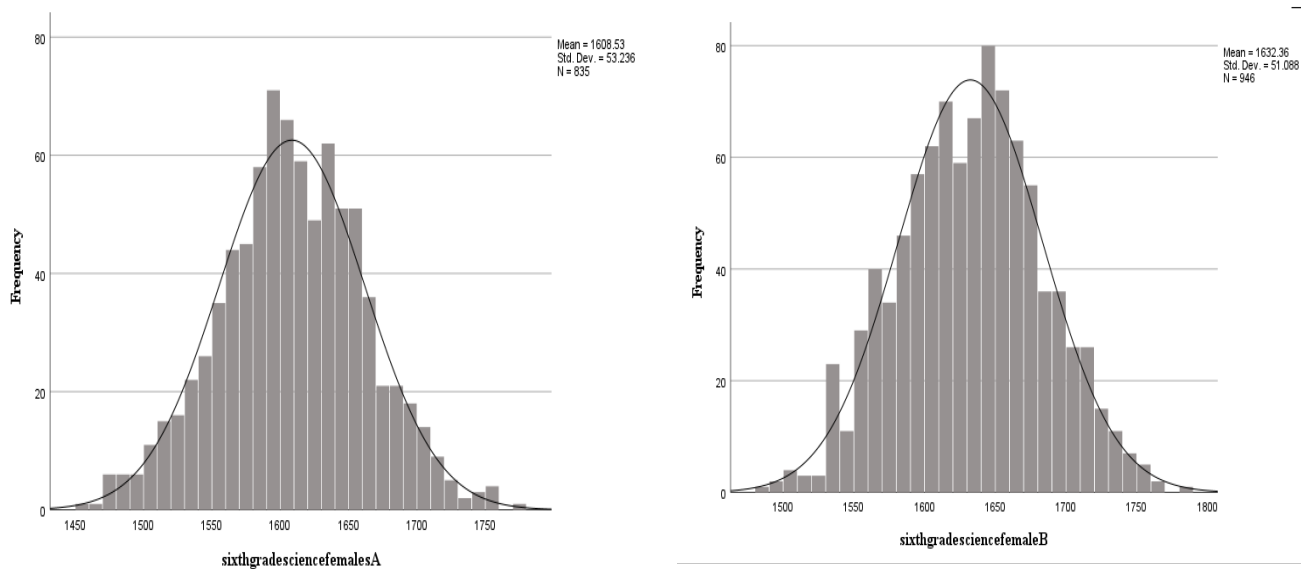 80
60
40
20
0
Frequency
Mean = 1608.53
Std. Dev. = 53.236
N = 835
1450 1500 1550 1600 1650 1700 1750
sixthgradesciencefemalesA
80
60
40
20
0
Frequency
Mean = 1632.36
Std. Dev. = 51.088
N = 946
1500 1550 1600 1650 1700 1750 1800
sixthgradesciencefemaleB